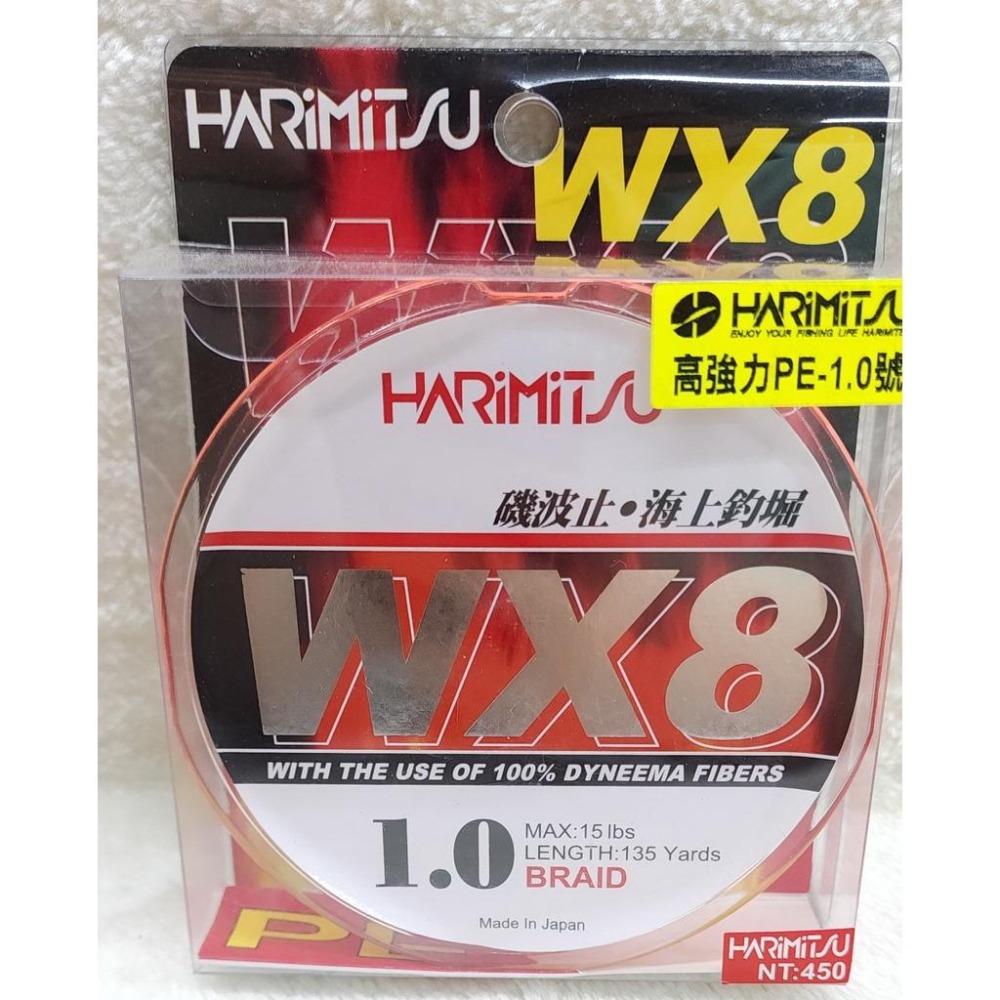 HARiMiTSU
WX8
HARiMiTSU
ENJOY YOUR FISHING LIFE
高強力PE-1.0號
HARiMiTSU
磯波止・海上釣堀
WX8
WITH THE USE OF 100% DYNEEMA FIBERS
1.0
MAX:15 lbs
LENGTH:135 Yards
BRAID
Made In Japan
PE
HARiMiTSU
NT:450